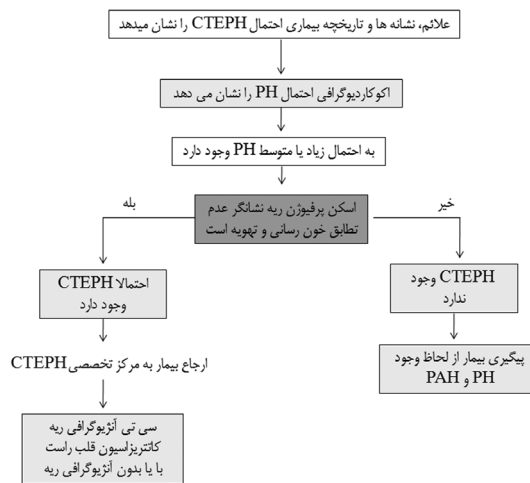 علائم، نشانه ها و تاریخچه بیماری احتمال CTEPH را نشان میدهد
اکوکاردیوگرافی احتمال PH را نشان می دهد
به احتمال زیاد یا متوسط PH وجود دارد
اسکن پرفیوژن ریه نشانگر عدم
تطابق خون رسانی و تهویه است
خیر
بله
CTEPH وجود
ندارد
پیگیری بیمار از لحاظ وجود
PH و PAH
احتمالا CTEPH
وجود دارد
ارجاع بیمار به مرکز تخصصی CTEPH
سی تی آنژیوگرافی ریه
کانتریزاسیون قلب راست
با یا بدون آنژیوگرافی ریه